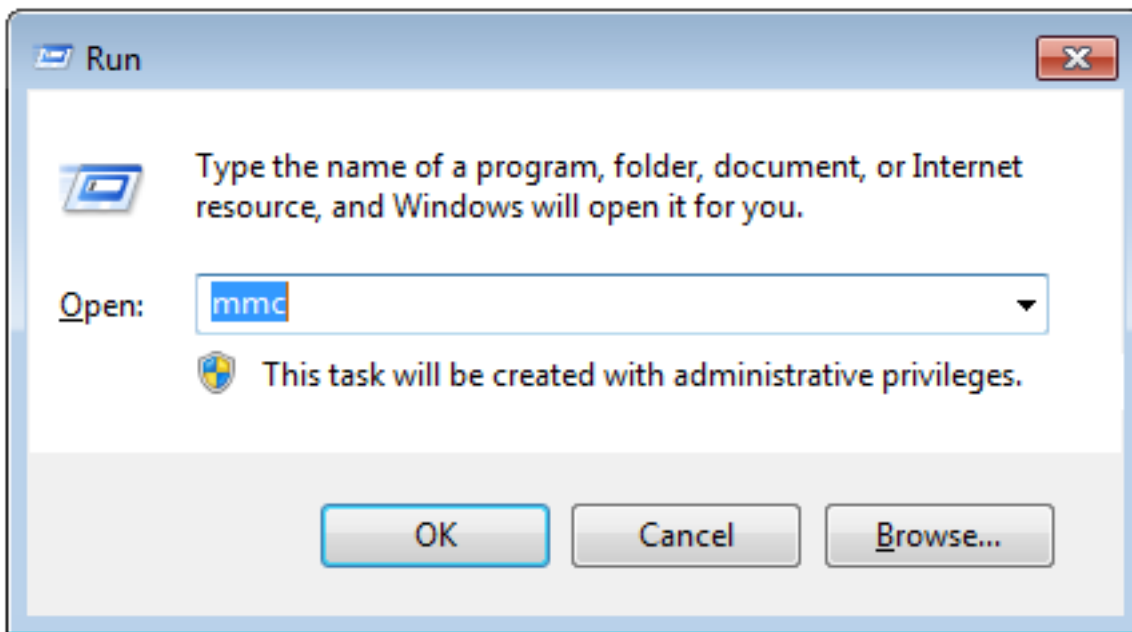 Run
Type the name of a program, folder, document, or Internet
resource, and Windows will open it for you.
Open: mmc
This task will be created with administrative privileges.
OK Cancel Browse...